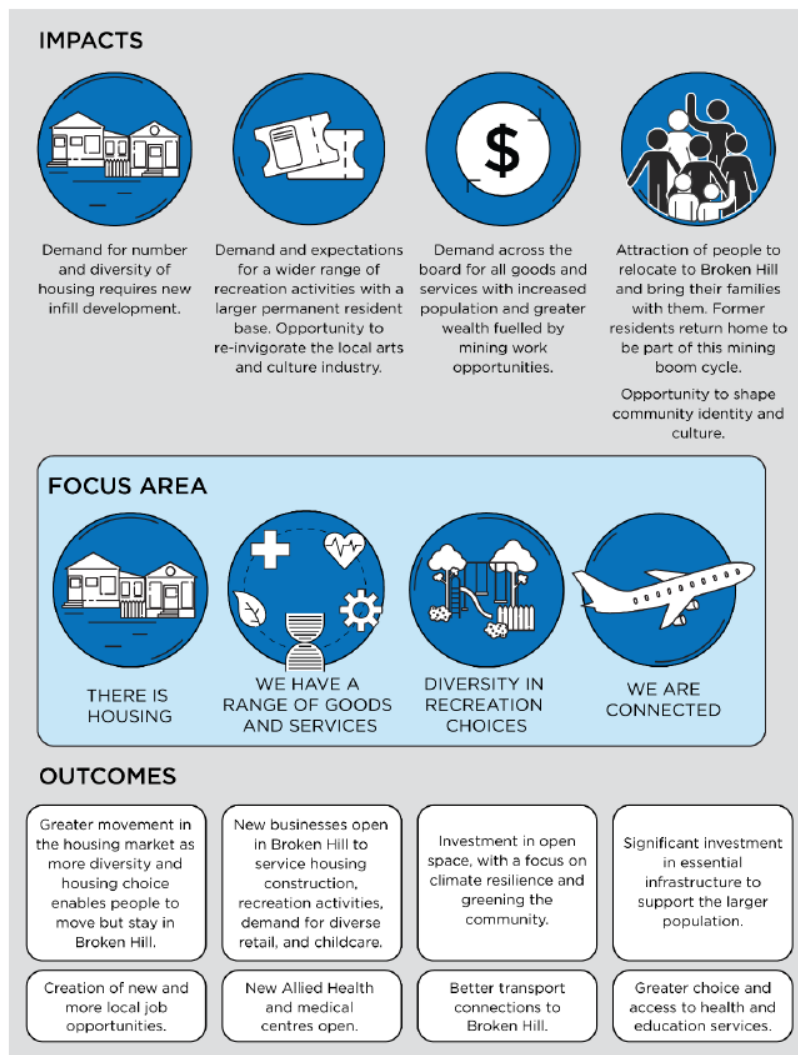 IMPACTS
Demand for number
and diversity of
housing requires new
infill development.
Demand and expectations
for a wider range of
recreation activities with a
larger permanent resident
base. Opportunity to
re-invigorate the local arts
and culture industry.
$
Demand across the
board for all goods and
services with increased
population and greater
wealth fuelled by
mining work
opportunities.
Attraction of people to
relocate to Broken Hill
and bring their families
with them. Former
residents return home to
be part of this mining
boom cycle.
Opportunity to shape
community identity and
culture.
FOCUS AREA
THERE IS
HOUSING
WE HAVE A
RANGE OF GOODS
AND SERVICES
DIVERSITY IN
RECREATION
CHOICES
WE ARE
CONNECTED
OUTCOMES
Greater movement in
the housing market as
more diversity and
housing choice
enables people to
move but stay in
Broken Hill.
New businesses open
in Broken Hill to
service housing
construction,
recreation activities,
demand for diverse
retail, and childcare.
Investment in open
space, with a focus on
climate resilience and
greening the
community.
Significant investment
in essential
infrastructure to
support the larger
population.
Creation of new and
more local job
opportunities.
New Allied Health
and medical
centres open.
Better transport
connections to
Broken Hill.
Greater choice and
access to health and
education services.